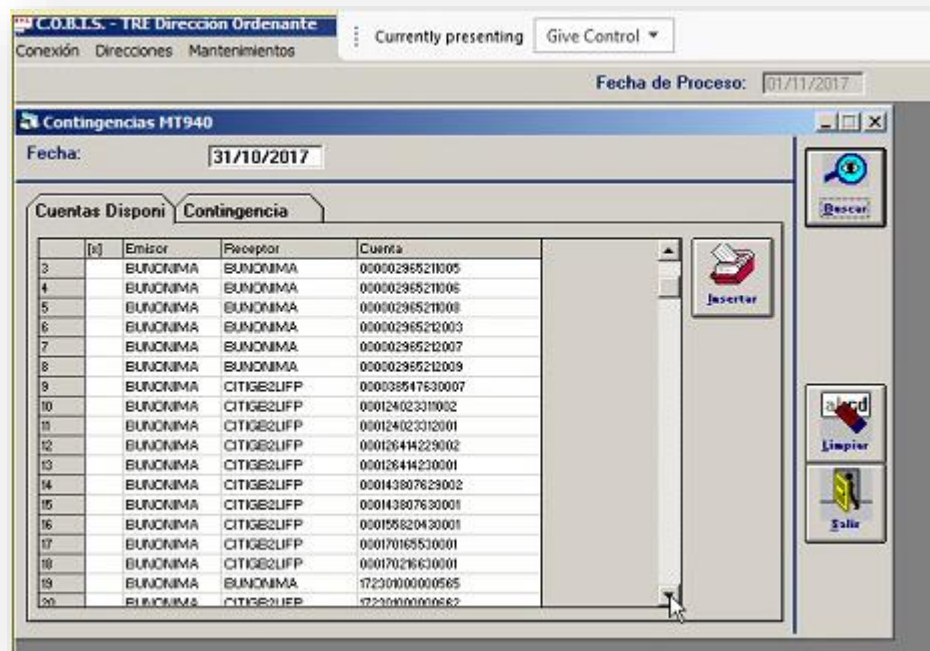 C.O.B.I.S. - TRE Dirección Ordenante
Currently presenting Give Control
Conexión Direcciones Mantenimientos
Fecha de Proceso: 01/11/2017
Contingencias MT940
Fecha: 31/10/2017
Buscar
Cuentas Disponi Contingencia
[x] Emisor Receptor Cuenta
3 BUNONIMA BUNONIMA 000002965211005
4 BUNONIMA BUNONIMA 000002965211006
5 BUNONIMA BUNONIMA 000002965211008
6 BUNONIMA BUNONIMA 000002965212003
7 BUNONIMA BUNONIMA 000002965212007
8 BUNONIMA BUNONIMA 000002965212009
9 BUNONIMA CITIGB2LIFP 000038547630007
10 BUNONIMA CITIGB2LIFP 000124023311002
11 BUNONIMA CITIGB2LIFP 000124023312001
12 BUNONIMA CITIGB2LIFP 000126414229002
13 BUNONIMA CITIGB2LIFP 000126414230001
14 BUNONIMA CITIGB2LIFP 000143807629002
15 BUNONIMA CITIGB2LIFP 000143807630001
16 BUNONIMA CITIGB2LIFP 000155820430001
17 BUNONIMA CITIGB2LIFP 000170165530001
18 BUNONIMA CITIGB2LIFP 000170216630001
19 BUNONIMA BUNONIMA 172301000000565
20 BUNONIMA CITIGB2LIFP 172301000000662
Insertar
Limpiar
Salir